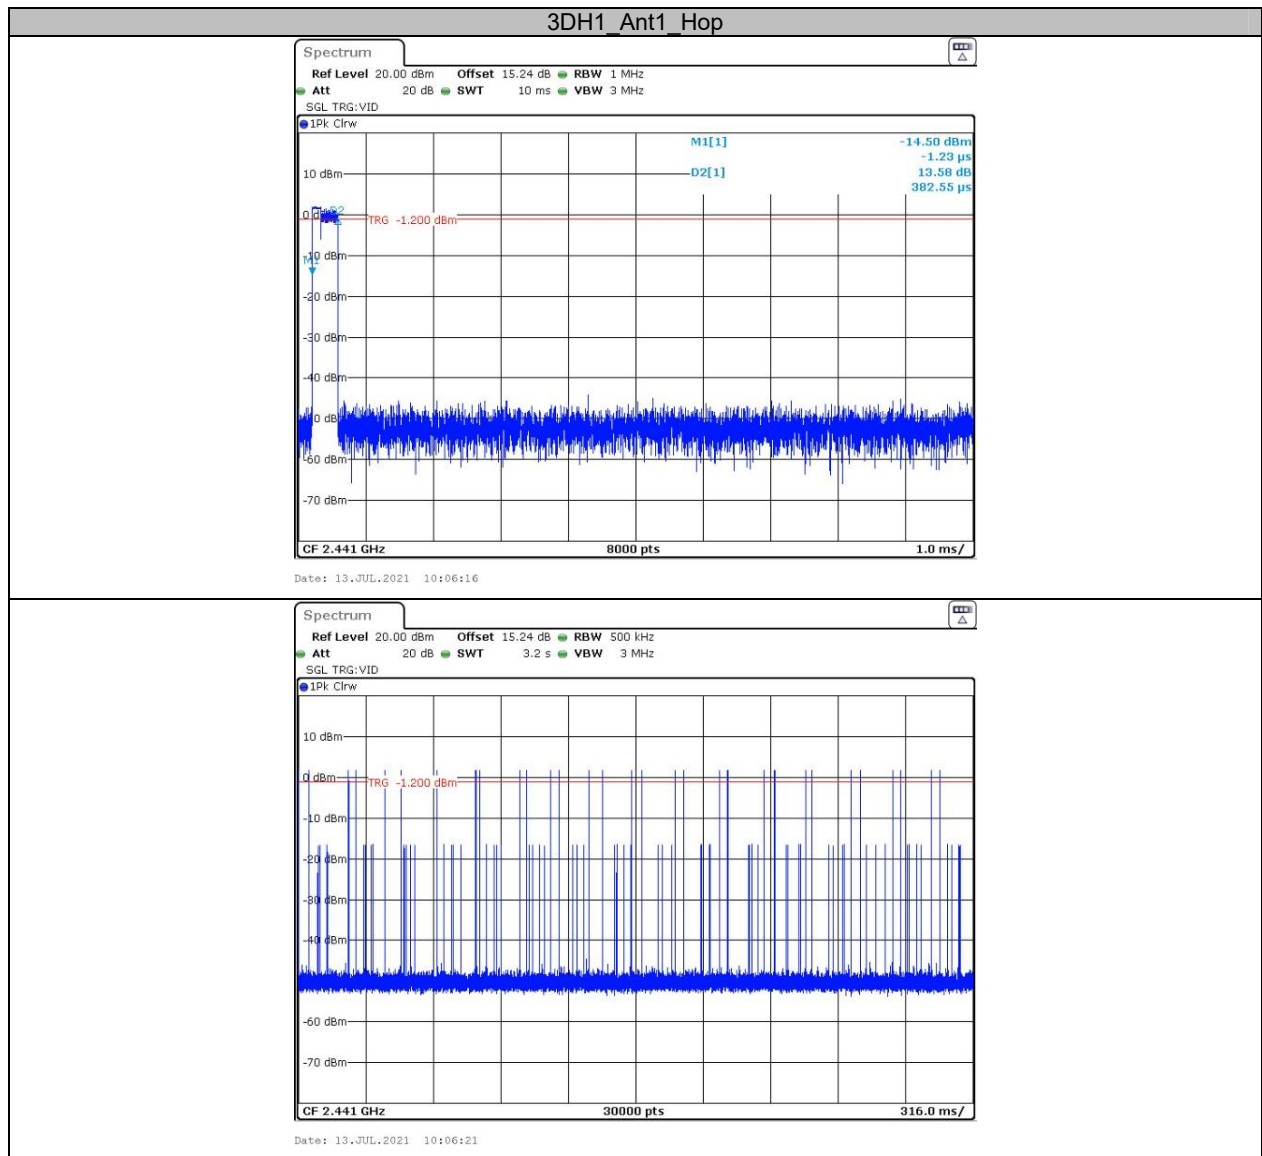 3DH1_Ant1_Hop
Spectrum
Ref Level 20.00 dBm Offset 15.24 dB RBW 1 MHz
Att 20 dB SWT 10 ms VBW 3 MHz
SGL TRG:VID
1Pk Clrw
M1[1] -14.50 dBm
-1.23 µs
10 dBm D2[1] 13.58 dB
382.55 µs
D2
TRG -1.200 dBm
-10 dBm
M1
-20 dBm
-30 dBm
-40 dBm
-60 dBm
-70 dBm
CF 2.441 GHz 8000 pts 1.0 ms/
Date: 13.JUL.2021 10:06:16
Spectrum
Ref Level 20.00 dBm Offset 15.24 dB RBW 500 kHz
Att 20 dB SWT 3.2 s VBW 3 MHz
SGL TRG:VID
1Pk Clrw
10 dBm
0 dBm
TRG -1.200 dBm
-10 dBm
-20 dBm
-30 dBm
-40 dBm
-60 dBm
-70 dBm
CF 2.441 GHz 30000 pts 316.0 ms/
Date: 13.JUL.2021 10:06:21